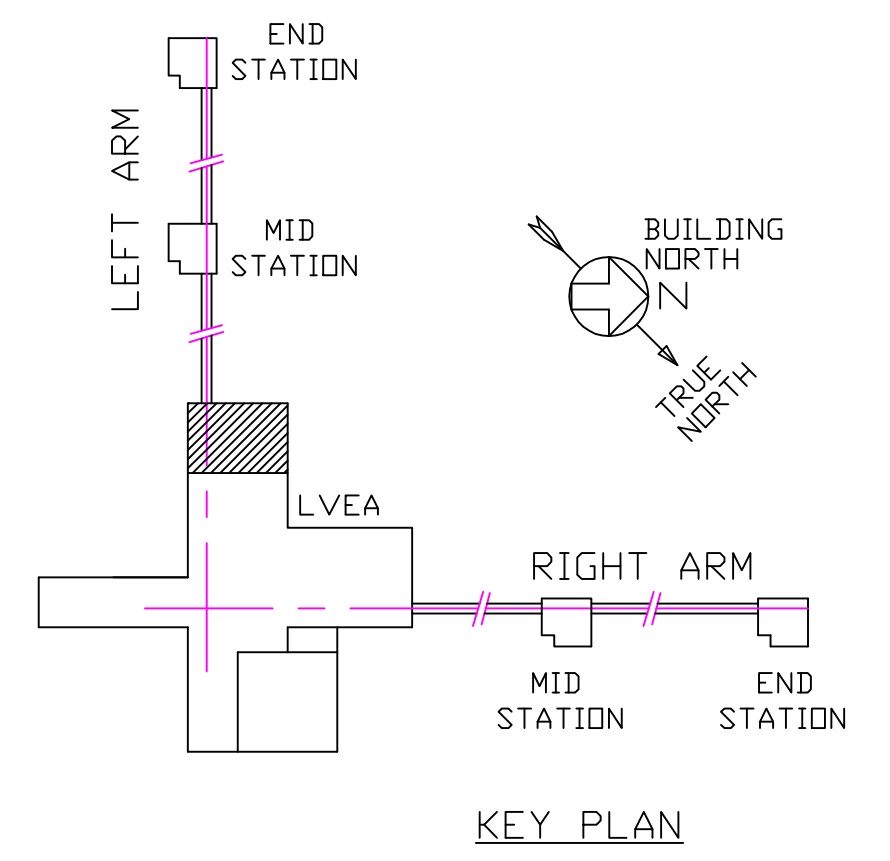 END
STATION
LEFT ARM
MID
STATION
BUILDING
NORTH
N
TRUE
NORTH
LVEA
RIGHT ARM
MID
STATION
END
STATION
KEY PLAN